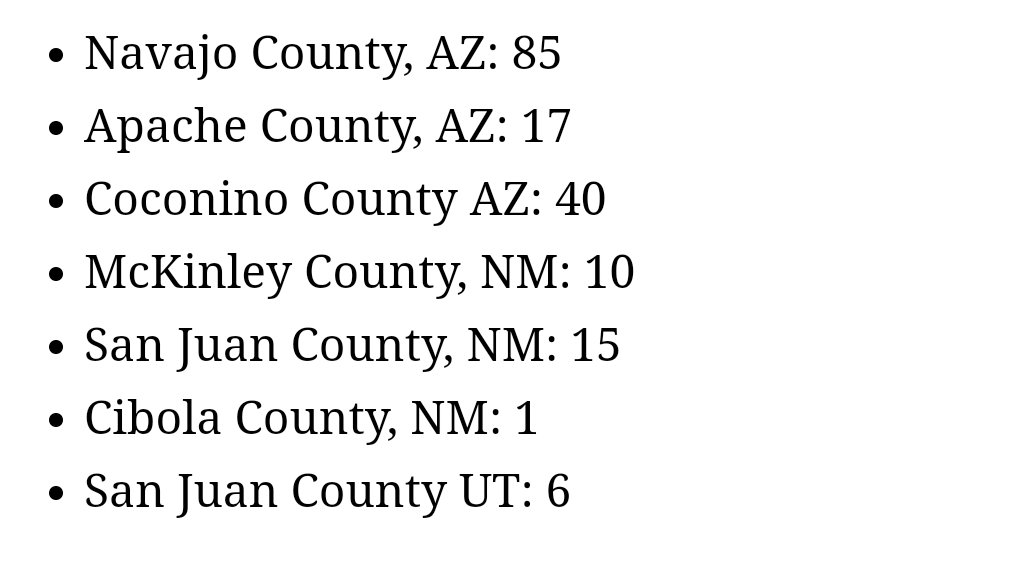 • Navajo County, AZ: 85
• Apache County, AZ: 17
• Coconino County AZ: 40
• McKinley County, NM: 10
• San Juan County, NM: 15
• Cibola County, NM: 1
• San Juan County UT: 6